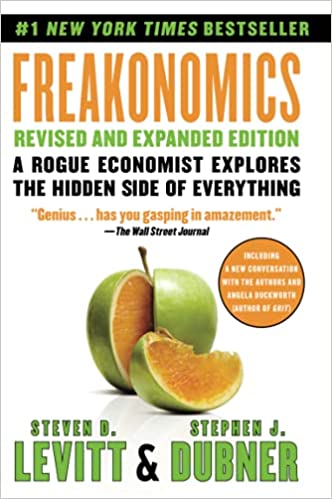 #1 NEW YORK TIMES BESTSELLER
FREAKONOMICS
REVISED AND EXPANDED EDITION
A ROGUE ECONOMIST EXPLORES
THE HIDDEN SIDE OF EVERYTHING
“Genius . . . has you gasping in amazement.”
—The Wall Street Journal
INCLUDING
A NEW CONVERSATION
WITH THE AUTHORS AND
ANGELA DUCKWORTH
(AUTHOR OF GRIT)
STEVEN D.
LEVITT &
STEPHEN J.
DUBNER